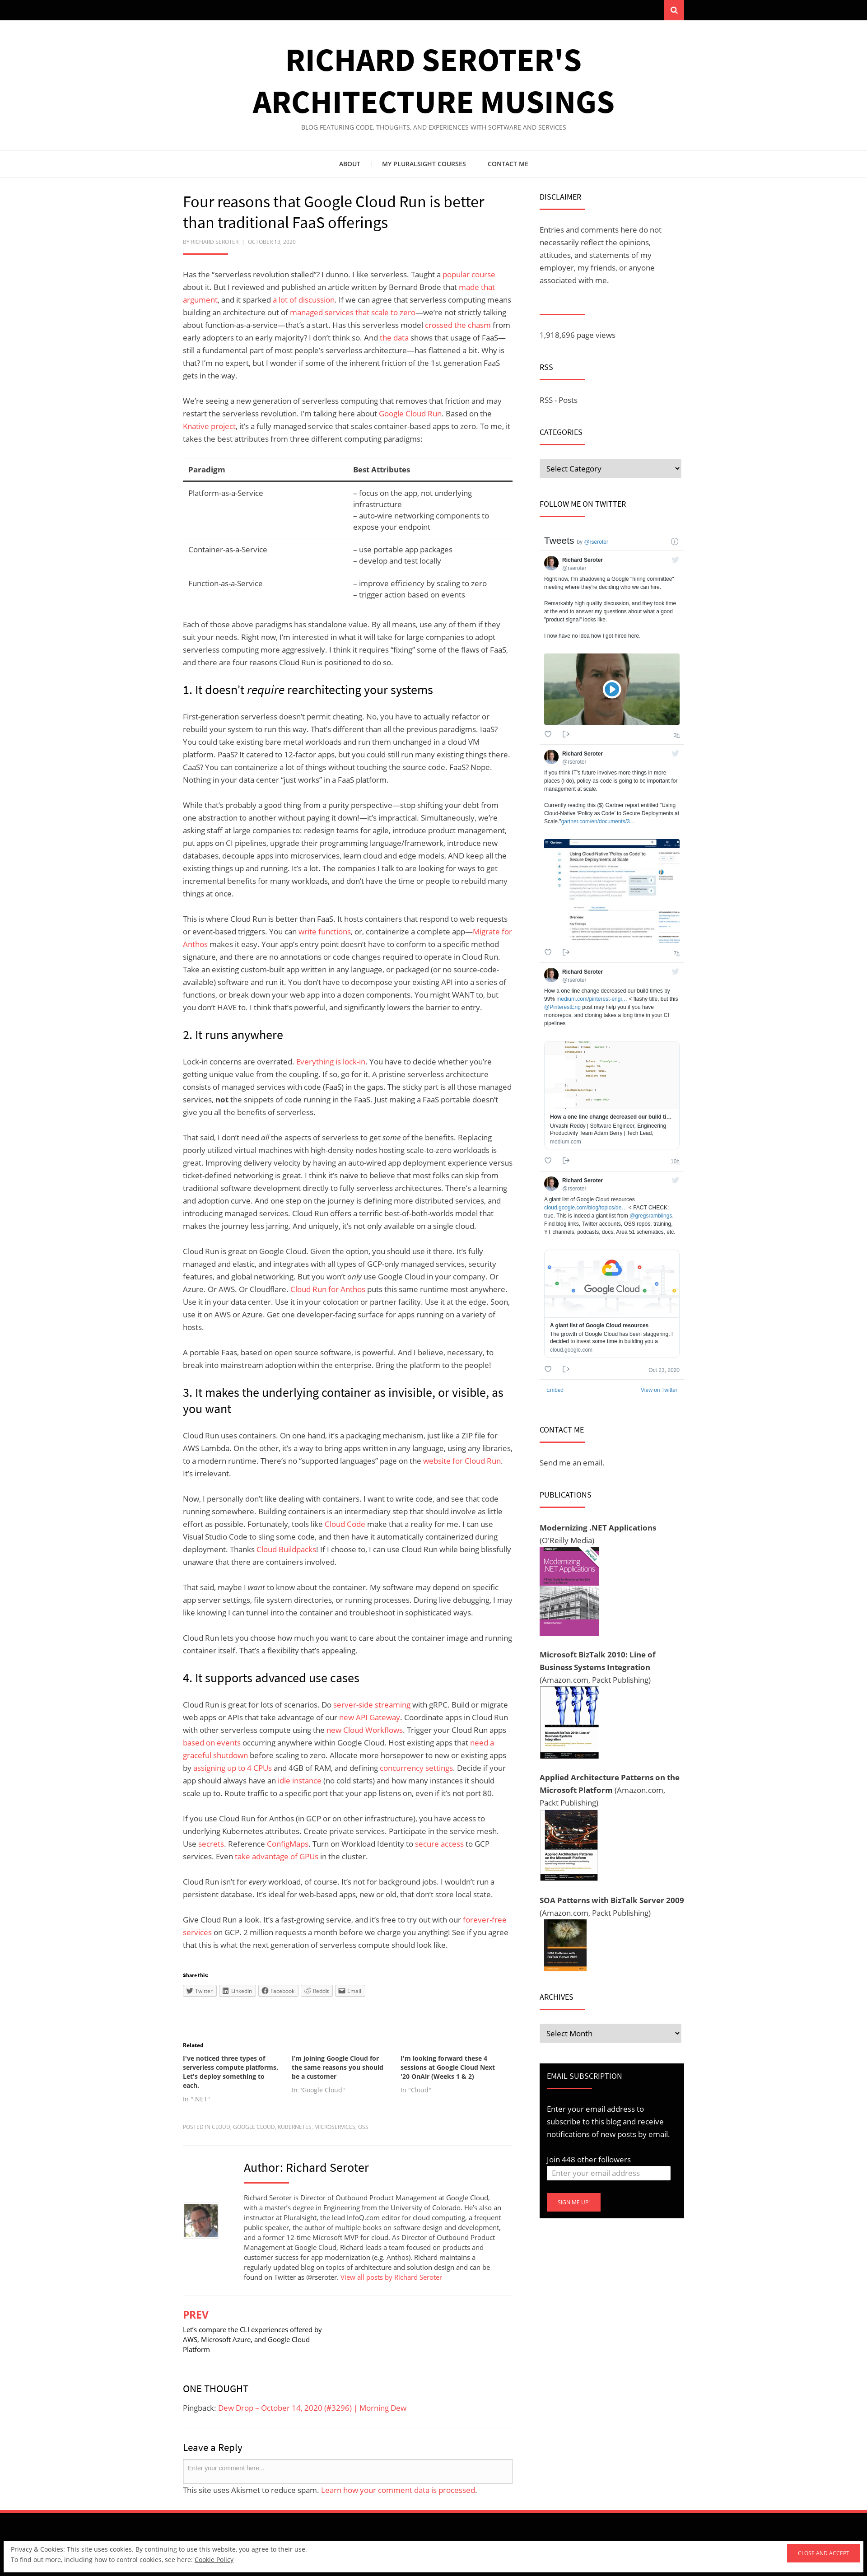 RICHARD SEROTER'S
ARCHITECTURE MUSINGS
BLOG FEATURING CODE, THOUGHTS, AND EXPERIENCES WITH SOFTWARE AND SERVICES
ABOUT
MY PLURALSIGHT COURSES
CONTACT ME
Four reasons that Google Cloud Run is better
than traditional FaaS offerings
BY RICHARD SEROTER | OCTOBER 13, 2020
Has the “serverless revolution stalled”? I dunno. I like serverless. Taught a popular course
about it. But I reviewed and published an article written by Bernard Brode that made that
argument, and it sparked a lot of discussion. If we can agree that serverless computing means
building an architecture out of managed services that scale to zero—we’re not strictly talking
about function-as-a-service—that’s a start. Has this serverless model crossed the chasm from
early adopters to an early majority? I don’t think so. And the data shows that usage of FaaS—
still a fundamental part of most people’s serverless architecture—has flattened a bit. Why is
that? I’m no expert, but I wonder if some of the inherent friction of the 1st generation FaaS
gets in the way.
We’re seeing a new generation of serverless computing that removes that friction and may
restart the serverless revolution. I’m talking here about Google Cloud Run. Based on the
Knative project, it’s a fully managed service that scales container-based apps to zero. To me, it
takes the best attributes from three different computing paradigms:
Paradigm
Best Attributes
Platform-as-a-Service
– focus on the app, not underlying
infrastructure
– auto-wire networking components to
expose your endpoint
Container-as-a-Service
– use portable app packages
– develop and test locally
Function-as-a-Service
– improve efficiency by scaling to zero
– trigger action based on events
Each of those above paradigms has standalone value. By all means, use any of them if they
suit your needs. Right now, I’m interested in what it will take for large companies to adopt
serverless computing more aggressively. I think it requires “fixing” some of the flaws of FaaS,
and there are four reasons Cloud Run is positioned to do so.
1. It doesn’t require rearchitecting your systems
First-generation serverless doesn’t permit cheating. No, you have to actually refactor or
rebuild your system to run this way. That’s different than all the previous paradigms. IaaS?
You could take existing bare metal workloads and run them unchanged in a cloud VM
platform. PaaS? It catered to 12-factor apps, but you could still run many existing things there.
CaaS? You can containerize a lot of things without touching the source code. FaaS? Nope.
Nothing in your data center “just works” in a FaaS platform.
While that’s probably a good thing from a purity perspective—stop shifting your debt from
one abstraction to another without paying it down!—it’s impractical. Simultaneously, we’re
asking staff at large companies to: redesign teams for agile, introduce product management,
put apps on CI pipelines, upgrade their programming language/framework, introduce new
databases, decouple apps into microservices, learn cloud and edge models, AND keep all the
existing things up and running. It’s a lot. The companies I talk to are looking for ways to get
incremental benefits for many workloads, and don’t have the time or people to rebuild many
things at once.
This is where Cloud Run is better than FaaS. It hosts containers that respond to web requests
or event-based triggers. You can write functions, or, containerize a complete app—Migrate for
Anthos makes it easy. Your app’s entry point doesn’t have to conform to a specific method
signature, and there are no annotations or code changes required to operate in Cloud Run.
Take an existing custom-built app written in any language, or packaged (or no source-code-
available) software and run it. You don’t have to decompose your existing API into a series of
functions, or break down your web app into a dozen components. You might WANT to, but
you don’t HAVE to. I think that’s powerful, and significantly lowers the barrier to entry.
2. It runs anywhere
Lock-in concerns are overrated. Everything is lock-in. You have to decide whether you’re
getting unique value from the coupling. If so, go for it. A pristine serverless architecture
consists of managed services with code (FaaS) in the gaps. The sticky part is all those managed
services, not the snippets of code running in the FaaS. Just making a FaaS portable doesn’t
give you all the benefits of serverless.
That said, I don’t need all the aspects of serverless to get some of the benefits. Replacing
poorly utilized virtual machines with high-density nodes hosting scale-to-zero workloads is
great. Improving delivery velocity by having an auto-wired app deployment experience versus
ticket-defined networking is great. I think it’s naive to believe that most folks can skip from
traditional software development directly to fully serverless architectures. There’s a learning
and adoption curve. And one step on the journey is defining more distributed services, and
introducing managed services. Cloud Run offers a terrific best-of-both-worlds model that
makes the journey less jarring. And uniquely, it’s not only available on a single cloud.
Cloud Run is great on Google Cloud. Given the option, you should use it there. It’s fully
managed and elastic, and integrates with all types of GCP-only managed services, security
features, and global networking. But you won’t only use Google Cloud in your company. Or
Azure. Or AWS. Or Cloudflare. Cloud Run for Anthos puts this same runtime most anywhere.
Use it in your data center. Use it in your colocation or partner facility. Use it at the edge. Soon,
use it on AWS or Azure. Get one developer-facing surface for apps running on a variety of
hosts.
A portable Faas, based on open source software, is powerful. And I believe, necessary, to
break into mainstream adoption within the enterprise. Bring the platform to the people!
3. It makes the underlying container as invisible, or visible, as
you want
Cloud Run uses containers. On one hand, it’s a packaging mechanism, just like a ZIP file for
AWS Lambda. On the other, it’s a way to bring apps written in any language, using any libraries,
to a modern runtime. There’s no “supported languages” page on the website for Cloud Run.
It’s irrelevant.
Now, I personally don’t like dealing with containers. I want to write code, and see that code
running somewhere. Building containers is an intermediary step that should involve as little
effort as possible. Fortunately, tools like Cloud Code make that a reality for me. I can use
Visual Studio Code to sling some code, and then have it automatically containerized during
deployment. Thanks Cloud Buildpacks! If I choose to, I can use Cloud Run while being blissfully
unaware that there are containers involved.
That said, maybe I want to know about the container. My software may depend on specific
app server settings, file system directories, or running processes. During live debugging, I may
like knowing I can tunnel into the container and troubleshoot in sophisticated ways.
Cloud Run lets you choose how much you want to care about the container image and running
container itself. That’s a flexibility that’s appealing.
4. It supports advanced use cases
Cloud Run is great for lots of scenarios. Do server-side streaming with gRPC. Build or migrate
web apps or APIs that take advantage of our new API Gateway. Coordinate apps in Cloud Run
with other serverless compute using the new Cloud Workflows. Trigger your Cloud Run apps
based on events occurring anywhere within Google Cloud. Host existing apps that need a
graceful shutdown before scaling to zero. Allocate more horsepower to new or existing apps
by assigning up to 4 CPUs and 4GB of RAM, and defining concurrency settings. Decide if your
app should always have an idle instance (no cold starts) and how many instances it should
scale up to. Route traffic to a specific port that your app listens on, even if it’s not port 80.
If you use Cloud Run for Anthos (in GCP or on other infrastructure), you have access to
underlying Kubernetes attributes. Create private services. Participate in the service mesh.
Use secrets. Reference ConfigMaps. Turn on Workload Identity to secure access to GCP
services. Even take advantage of GPUs in the cluster.
Cloud Run isn’t for every workload, of course. It’s not for background jobs. I wouldn’t run a
persistent database. It’s ideal for web-based apps, new or old, that don’t store local state.
Give Cloud Run a look. It’s a fast-growing service, and it’s free to try out with our forever-free
services on GCP. 2 million requests a month before we charge you anything! See if you agree
that this is what the next generation of serverless compute should look like.
Share this:
Twitter
LinkedIn
Facebook
Reddit
Email
Related
I've noticed three types of
serverless compute platforms.
Let's deploy something to
each.
In ".NET"
I’m joining Google Cloud for
the same reasons you should
be a customer
In "Google Cloud"
I'm looking forward these 4
sessions at Google Cloud Next
'20 OnAir (Weeks 1 & 2)
In "Cloud"
POSTED IN CLOUD, GOOGLE CLOUD, KUBERNETES, MICROSERVICES, OSS
Author: Richard Seroter
Richard Seroter is Director of Outbound Product Management at Google Cloud,
with a master’s degree in Engineering from the University of Colorado. He’s also an
instructor at Pluralsight, the lead InfoQ.com editor for cloud computing, a frequent
public speaker, the author of multiple books on software design and development,
and a former 12-time Microsoft MVP for cloud. As Director of Outbound Product
Management at Google Cloud, Richard leads a team focused on products and
customer success for app modernization (e.g. Anthos). Richard maintains a
regularly updated blog on topics of architecture and solution design and can be
found on Twitter as @rseroter. View all posts by Richard Seroter
PREV
Let’s compare the CLI experiences offered by
AWS, Microsoft Azure, and Google Cloud
Platform
ONE THOUGHT
Pingback: Dew Drop – October 14, 2020 (#3296) | Morning Dew
Leave a Reply
Enter your comment here...
This site uses Akismet to reduce spam. Learn how your comment data is processed.
DISCLAIMER
Entries and comments here do not
necessarily reflect the opinions,
attitudes, and statements of my
employer, my friends, or anyone
associated with me.
1,918,696 page views
RSS
RSS - Posts
CATEGORIES
Select Category
FOLLOW ME ON TWITTER
Tweets by @rseroter
Richard Seroter
@rseroter
Right now, I'm shadowing a Google "hiring committee"
meeting where they're deciding who we can hire.
Remarkably high quality discussion, and they took time
at the end to answer my questions about what a good
"product signal" looks like.
I now have no idea how I got hired here.
Richard Seroter
@rseroter
If you think IT's future involves more things in more
places (I do), policy-as-code is going to be important for
management at scale.
Currently reading this ($) Gartner report entitled "Using
Cloud-Native 'Policy as Code' to Secure Deployments at
Scale."gartner.com/en/documents/3…
Using Cloud-Native 'Policy as Code' to
Secure Deployments at Scale
Overview
Richard Seroter
@rseroter
How a one line change decreased our build times by
99% medium.com/pinterest-engi… < flashy title, but this
@PinterestEng post may help you if you have
monorepos, and cloning takes a long time in your CI
pipelines
How a one line change decreased our build ti…
Urvashi Reddy | Software Engineer, Engineering
Productivity Team Adam Berry | Tech Lead,
medium.com
Richard Seroter
@rseroter
A giant list of Google Cloud resources
cloud.google.com/blog/topics/de… < FACT CHECK:
true. This is indeed a giant list from @gregsramblings.
Find blog links, Twitter accounts, OSS repos, training,
YT channels, podcasts, docs, Area 51 schematics, etc.
Google Cloud
A giant list of Google Cloud resources
The growth of Google Cloud has been staggering. I
decided to invest some time in building you a
cloud.google.com
Oct 23, 2020
Embed
View on Twitter
CONTACT ME
Send me an email.
PUBLICATIONS
Modernizing .NET Applications
(O'Reilly Media)
Modernizing
.NET Applications
Microsoft BizTalk 2010: Line of
Business Systems Integration
(Amazon.com, Packt Publishing)
Microsoft BizTalk 2010: Line of
Business Systems
Integration
Applied Architecture Patterns on the
Microsoft Platform (Amazon.com,
Packt Publishing)
Applied Architecture Patterns
on the Microsoft Platform
SOA Patterns with BizTalk Server 2009
(Amazon.com, Packt Publishing)
SOA Patterns with
BizTalk Server 2009
ARCHIVES
Select Month
EMAIL SUBSCRIPTION
Enter your email address to
subscribe to this blog and receive
notifications of new posts by email.
Join 448 other followers
Enter your email address
SIGN ME UP!
Privacy & Cookies: This site uses cookies. By continuing to use this website, you agree to their use.
To find out more, including how to control cookies, see here: Cookie Policy
CLOSE AND ACCEPT